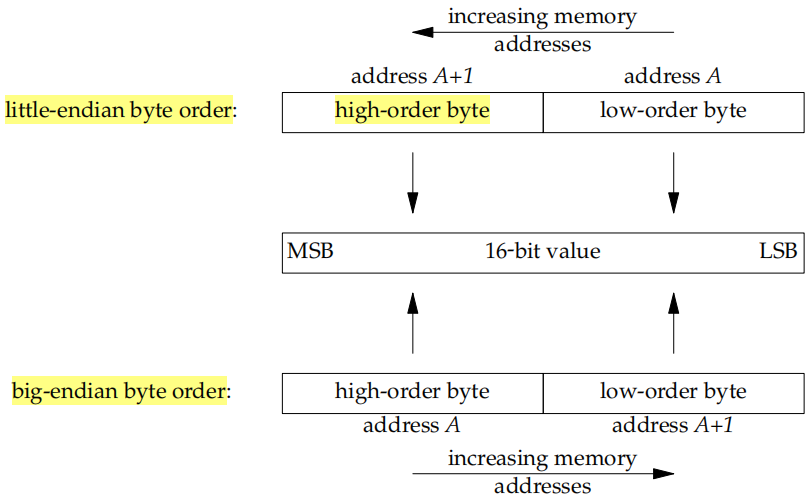 increasing memory
addresses
address A+1 address A
little-endian byte order: high-order byte low-order byte
MSB 16-bit value LSB
big-endian byte order: high-order byte low-order byte
address A address A+1
increasing memory
addresses